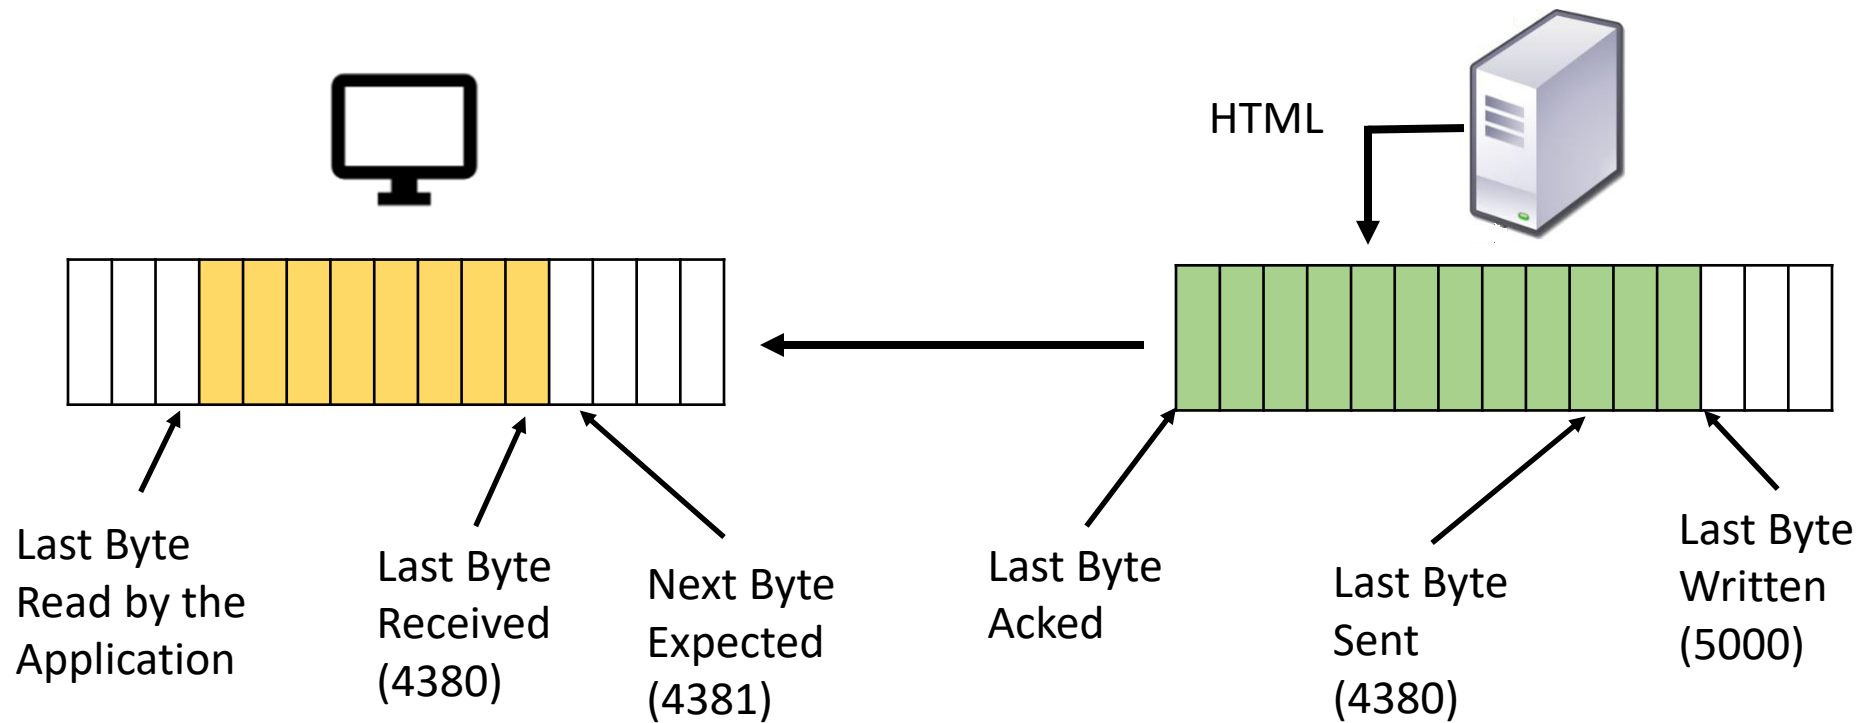 HTML
Last Byte
Read by the
Application
Last Byte
Received
(4380)
Next Byte
Expected
(4381)
Last Byte
Acked
Last Byte
Sent
(4380)
Last Byte
Written
(5000)